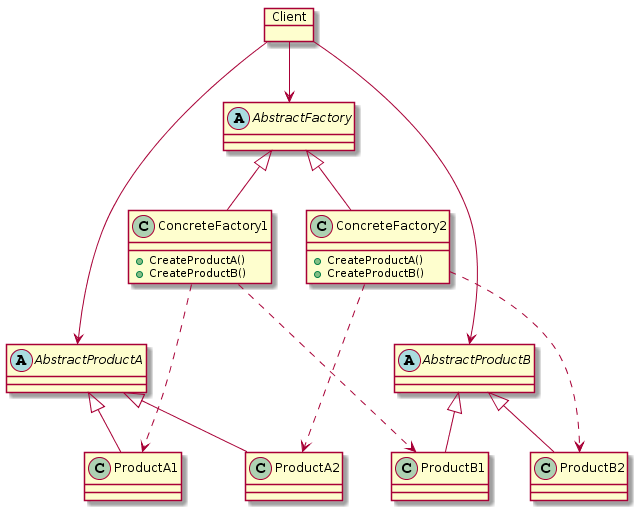 Client
A AbstractFactory
C ConcreteFactory1
CreateProductA()
CreateProductB()
C ConcreteFactory2
CreateProductA()
CreateProductB()
A AbstractProductA
A AbstractProductB
C ProductA1
C ProductA2
C ProductB1
C ProductB2